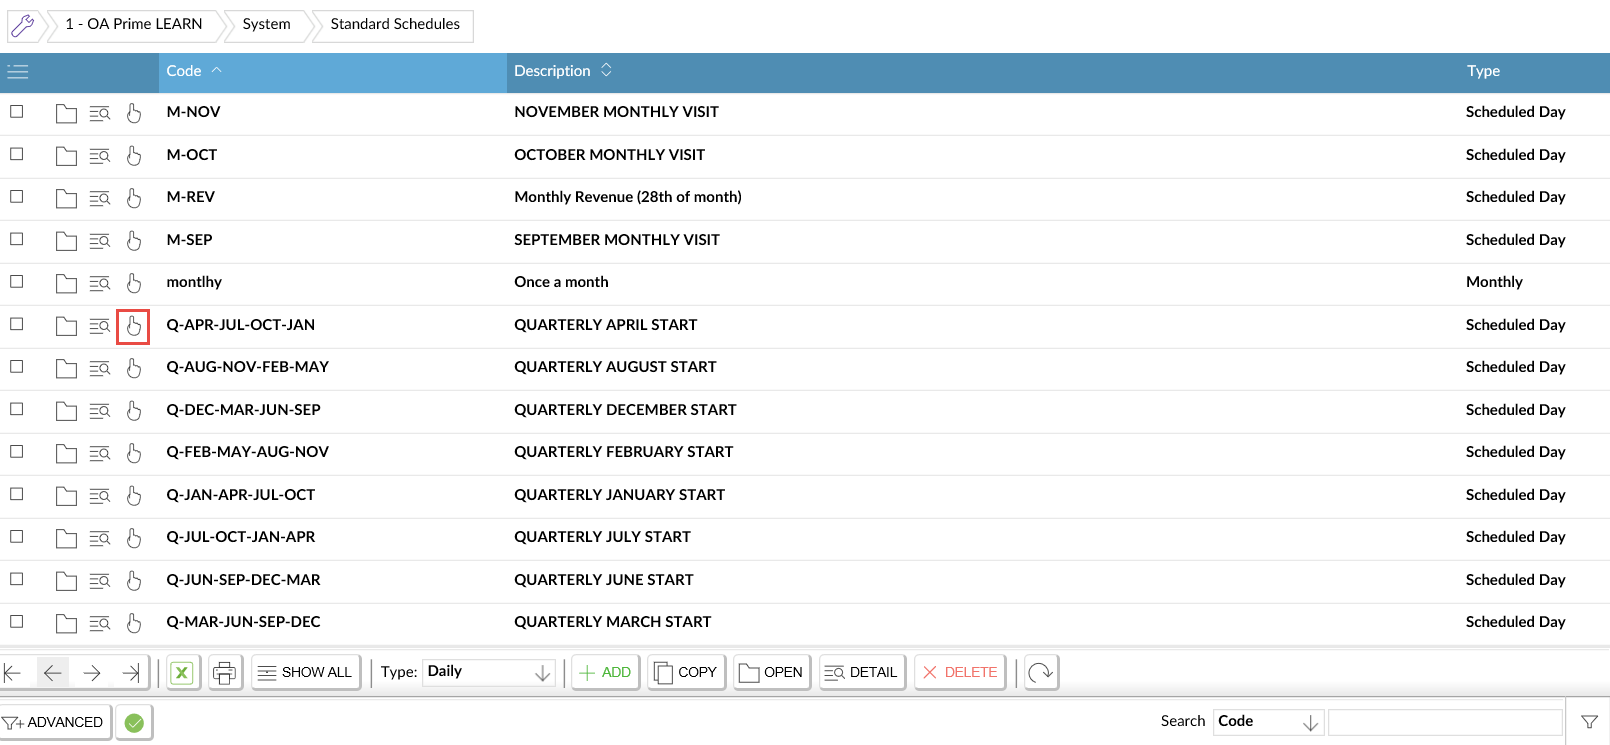 1 - OA Prime LEARN System Standard Schedules
Code Description Type
M-NOV NOVEMBER MONTHLY VISIT Scheduled Day
M-OCT OCTOBER MONTHLY VISIT Scheduled Day
M-REV Monthly Revenue (28th of month) Scheduled Day
M-SEP SEPTEMBER MONTHLY VISIT Scheduled Day
montlhy Once a month Monthly
Q-APR-JUL-OCT-JAN QUARTERLY APRIL START Scheduled Day
Q-AUG-NOV-FEB-MAY QUARTERLY AUGUST START Scheduled Day
Q-DEC-MAR-JUN-SEP QUARTERLY DECEMBER START Scheduled Day
Q-FEB-MAY-AUG-NOV QUARTERLY FEBRUARY START Scheduled Day
Q-JAN-APR-JUL-OCT QUARTERLY JANUARY START Scheduled Day
Q-JUL-OCT-JAN-APR QUARTERLY JULY START Scheduled Day
Q-JUN-SEP-DEC-MAR QUARTERLY JUNE START Scheduled Day
Q-MAR-JUN-SEP-DEC QUARTERLY MARCH START Scheduled Day
SHOW ALL Type: Daily ADD COPY OPEN DETAIL DELETE
ADVANCED Search Code